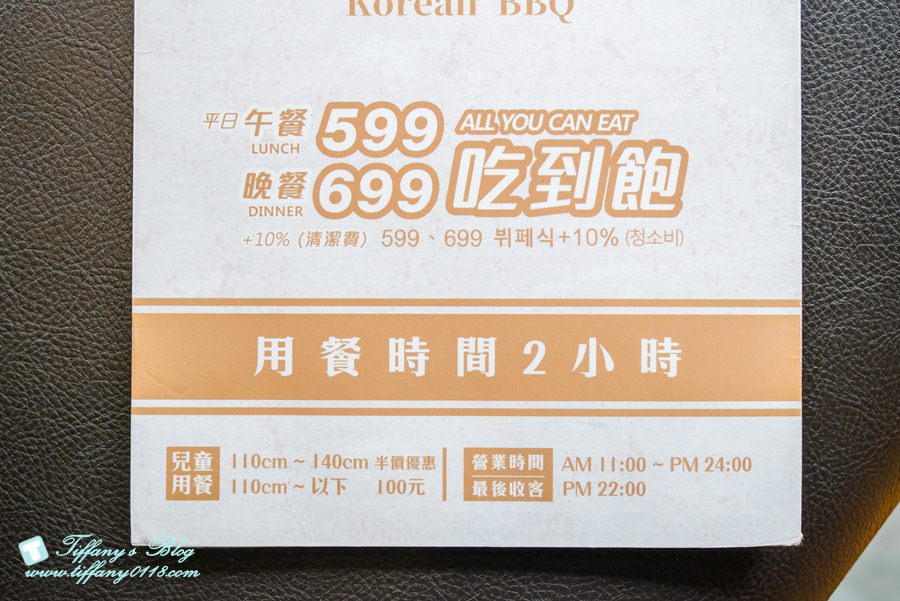 Korean BBQ
平日 午餐 599 ALL YOU CAN EAT
LUNCH
晚餐 699 吃到飽
DINNER
+10% (清潔費) 599、699 뷔페식+10% (청소비)
用餐時間2小時
兒童用餐
110cm ~ 140cm 半價優惠
110cm ~ 以下 100元
營業時間 AM 11:00 ~ PM 24:00
最後收客 PM 22:00
Tiffany's Blog
www.tiffany0118.com